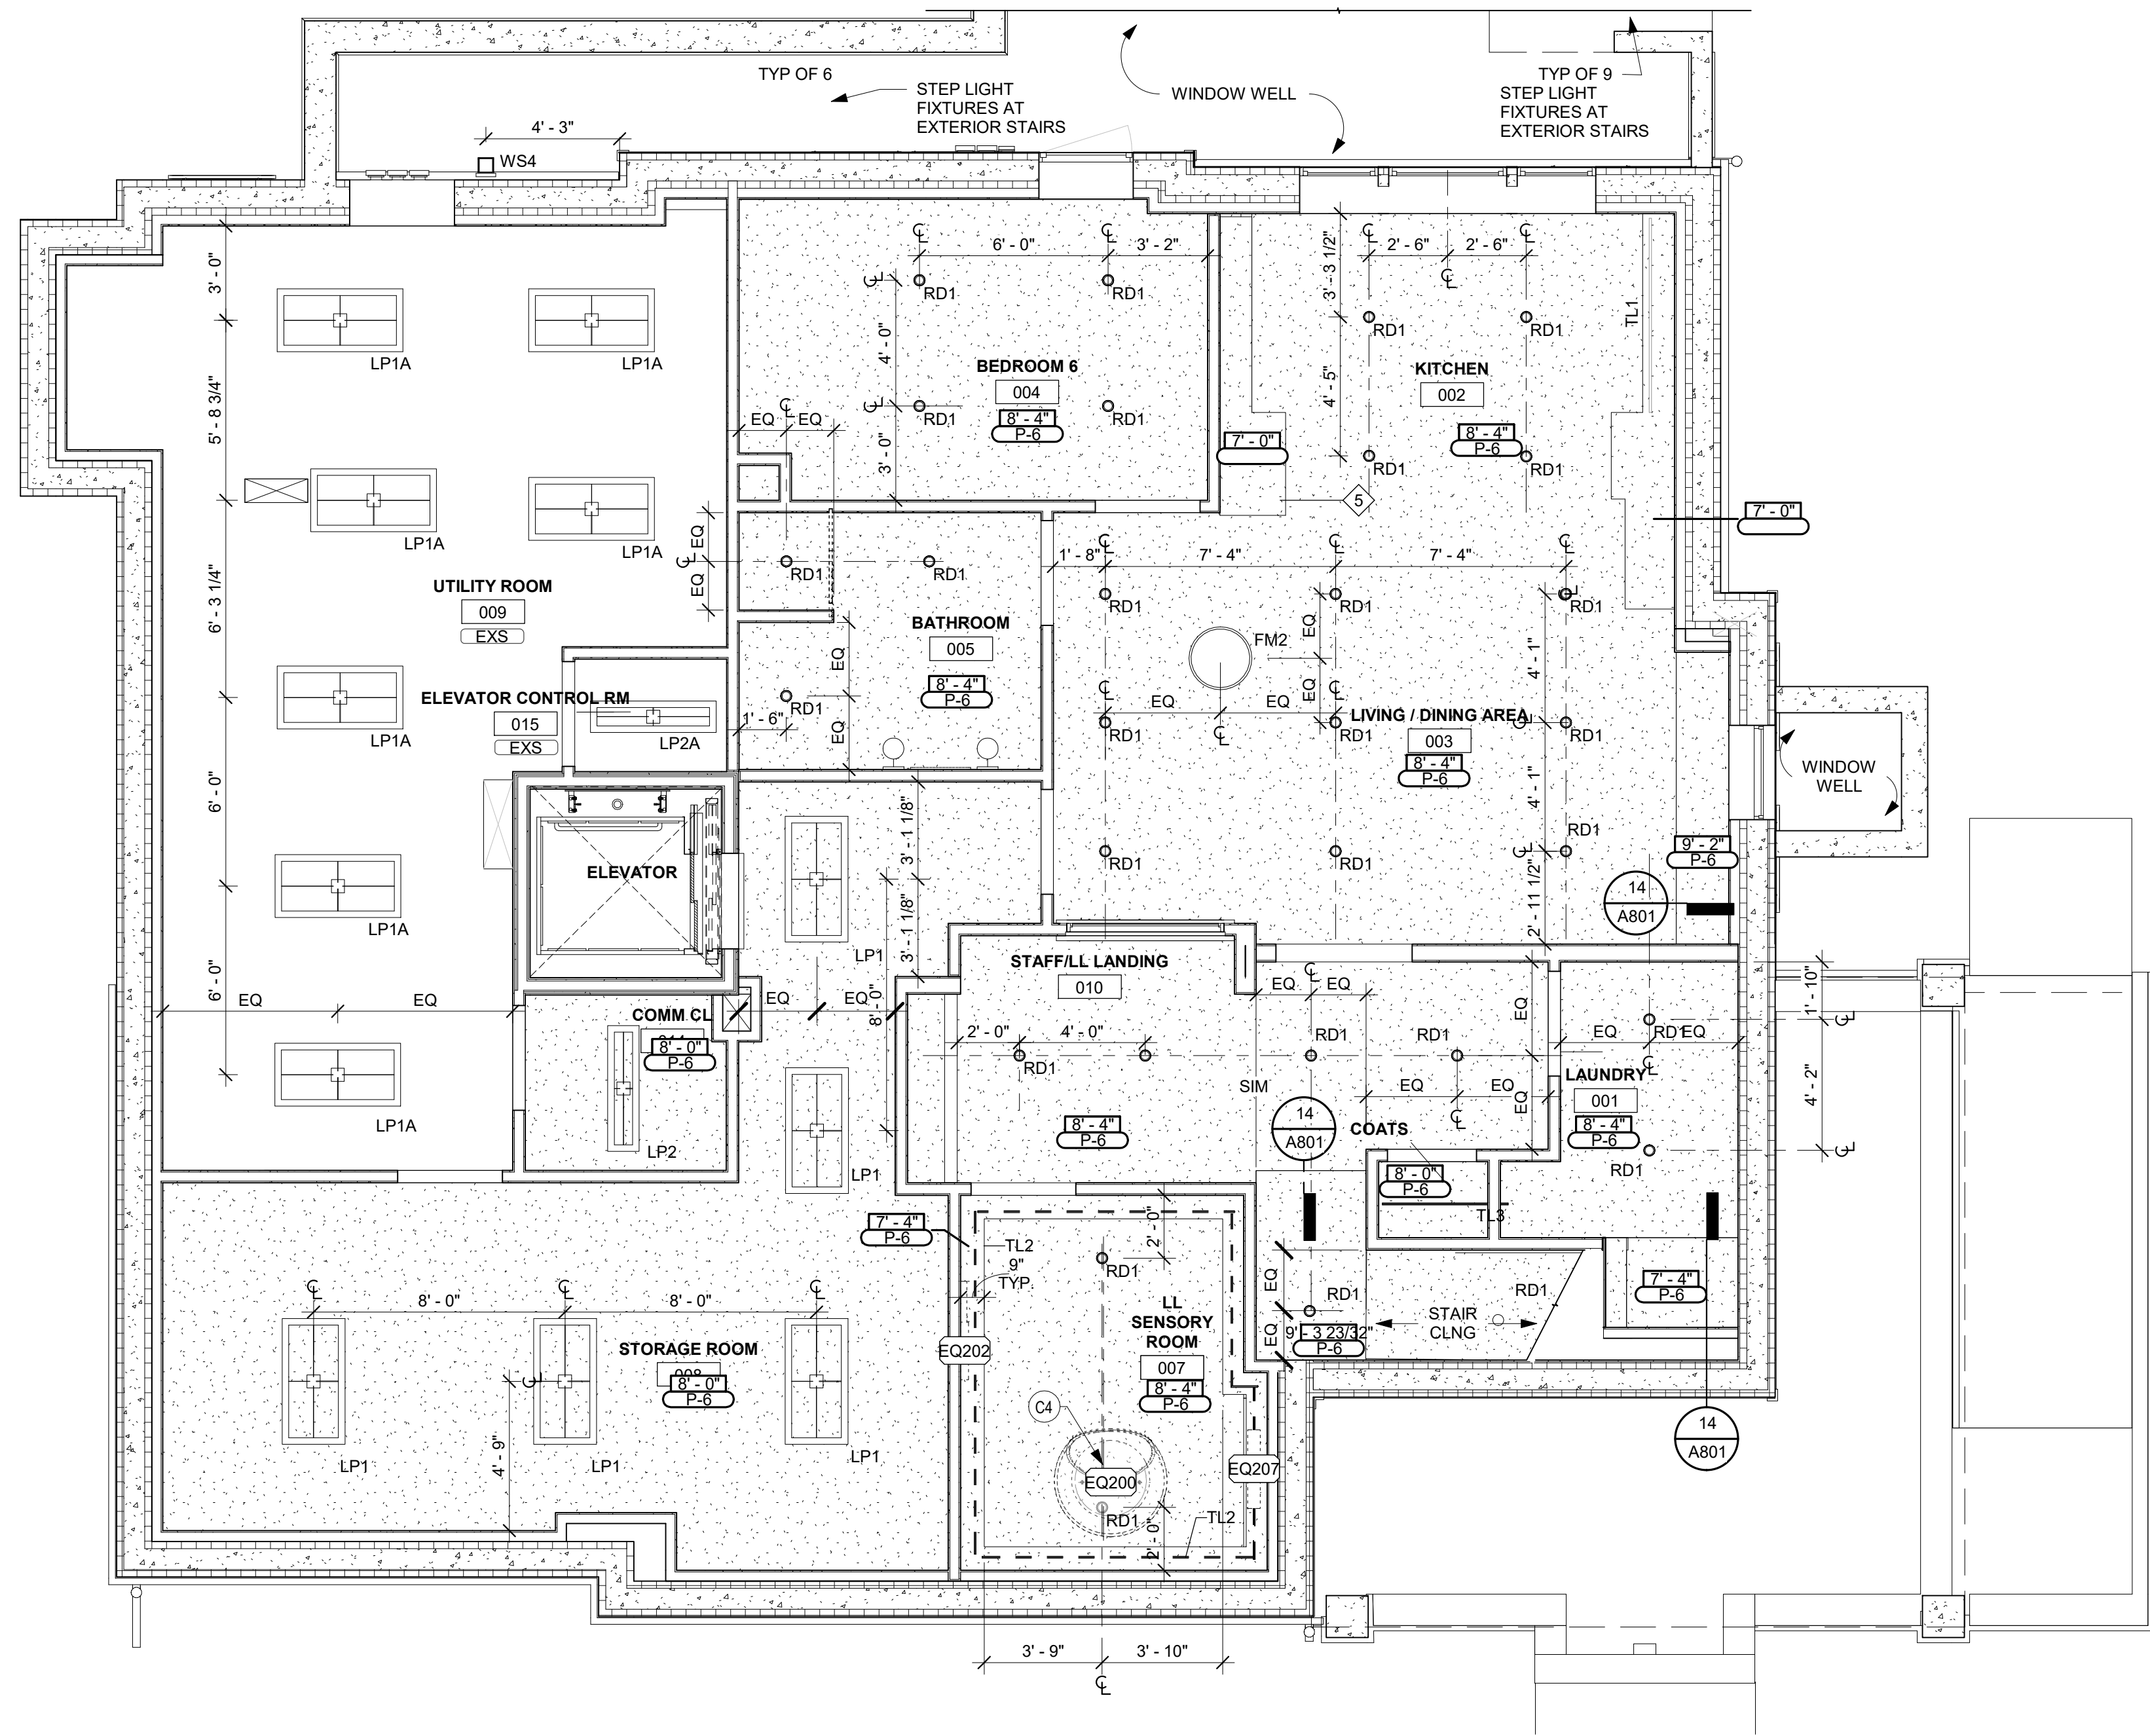 TYP OF 6
STEP LIGHT
FIXTURES AT
EXTERIOR STAIRS
WINDOW WELL
TYP OF 9
STEP LIGHT
FIXTURES AT
EXTERIOR STAIRS
4' - 3"
WS4
3' - 0"
5' - 8 3/4"
6' - 3 1/4"
6' - 0"
6' - 0"
LP1A
LP1A
LP1A
LP1A
LP1A
LP1A
LP1A
UTILITY ROOM
009
EXS
EQ
EQ
ELEVATOR CONTROL RM
015
EXS
LP2A
ELEVATOR
6' - 0"
3' - 2"
RD1
RD1
4' - 0"
BEDROOM 6
004
8' - 4"
P-6
RD1
RD1
3' - 0"
EQ
EQ
EQ
EQ
RD1
RD1
BATHROOM
005
8' - 4"
P-6
EQ
EQ
RD1
1' - 6"
2' - 6"
2' - 6"
3' - 3 1/2"
RD1
RD1
TL1
KITCHEN
002
8' - 4"
P-6
4' - 5"
RD1
RD1
7' - 0"
5
7' - 0"
1' - 8"
7' - 4"
7' - 4"
RD1
RD1
RD1
FM2
EQ
EQ
EQ
EQ
4' - 1"
LIVING / DINING AREA
003
8' - 4"
P-6
RD1
RD1
RD1
4' - 1"
RD1
RD1
RD1
2' - 11 1/2"
9' - 2"
P-6
14
A801
WINDOW
WELL
3' - 1 1/8"
3' - 1 1/8"
LP1
8' - 0"
EQ
EQ
COMM CL
8' - 0"
P-6
LP2
LP1
STAFF/LL LANDING
010
2' - 0"
4' - 0"
RD1
8' - 4"
P-6
EQ
EQ
RD1
RD1
SIM
14
A801
EQ
EQ
EQ
EQ
COATS
8' - 0"
P-6
TL3
EQ
EQ
RD1
LAUNDRY
001
8' - 4"
P-6
RD1
1' - 10"
4' - 2"
7' - 4"
P-6
RD1
STAIR
CLNG
EQ
EQ
RD1
9' - 3 23/32"
P-6
14
A801
7' - 4"
P-6
TL2
9"
TYP.
2' - 0"
RD1
LL
SENSORY
ROOM
007
8' - 4"
P-6
EQ202
C4
EQ200
EQ207
RD1
TL2
2' - 0"
3' - 9"
3' - 10"
8' - 0"
8' - 0"
STORAGE ROOM
8' - 0"
P-6
4' - 9"
LP1
LP1
LP1